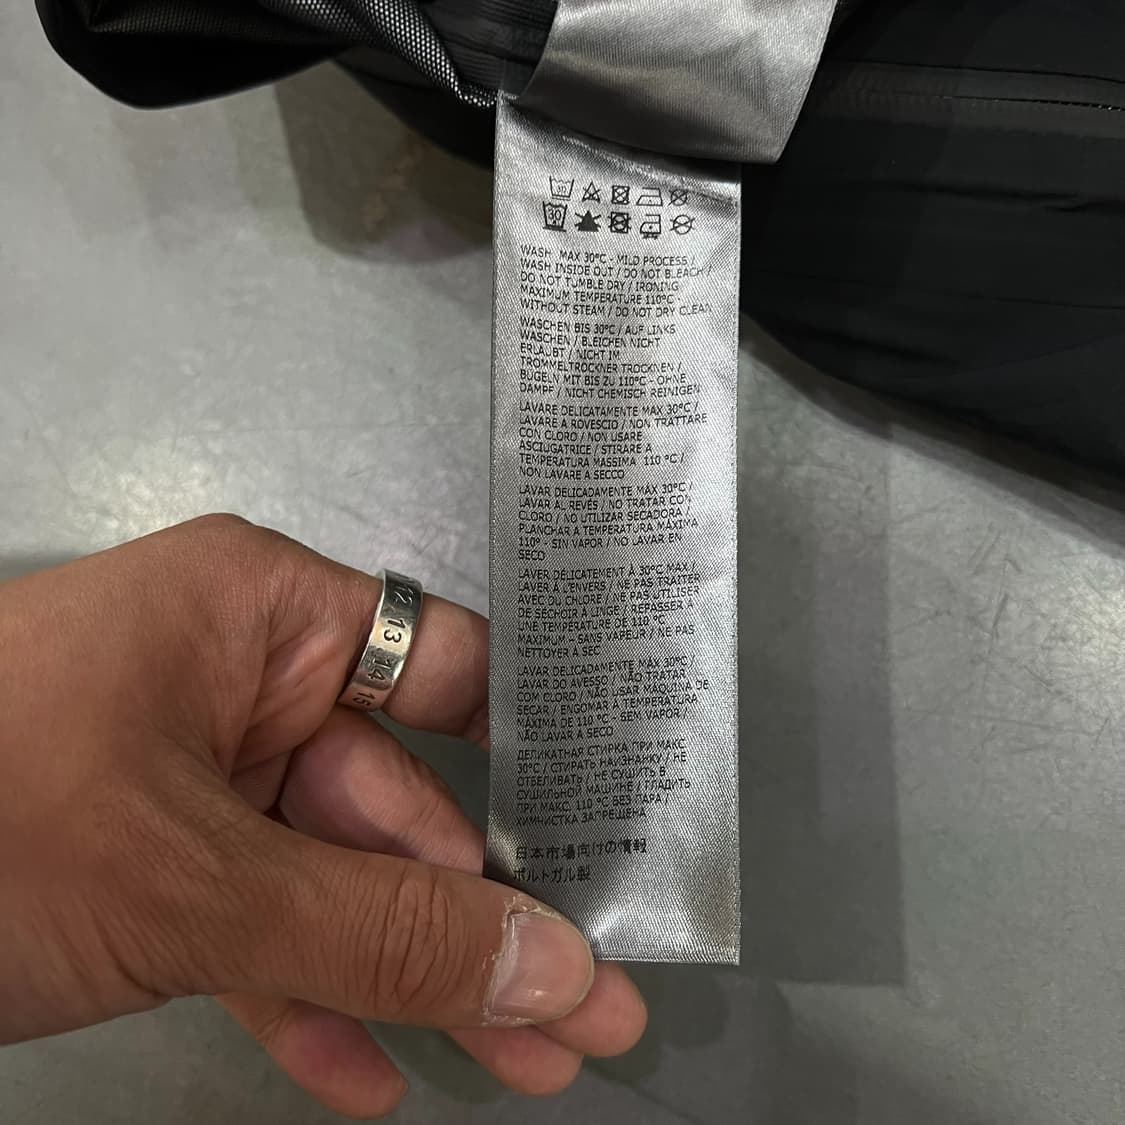 30
30
WASH MAX 30°C - MILD PROCESS /
WASH INSIDE OUT / DO NOT BLEACH /
DO NOT TUMBLE DRY / IRONING
MAXIMUM TEMPERATURE 110°C -
WITHOUT STEAM / DO NOT DRY CLEAN
WASCHEN BIS 30°C / AUF LINKS
WASCHEN / BLEICHEN NICHT
ERLAUBT / NICHT IM
TROMMELTROCKNER TROCKNEN /
BÜGELN MIT BIS ZU 110°C - OHNE
DAMPF / NICHT CHEMISCH REINIGEN
LAVARE DELICATAMENTE MAX 30°C /
LAVARE A ROVESCIO / NON TRATTARE
CON CLORO / NON USARE
ASCIUGATRICE / STIRARE A
TEMPERATURA MASSIMA 110 °C /
NON LAVARE A SECCO
LAVAR DELICADAMENTE MÁX 30°C /
LAVAR AL REVÉS / NO TRATAR CON
CLORO / NO UTILIZAR SECADORA /
PLANCHAR A TEMPERATURA MÁXIMA
110° - SIN VAPOR / NO LAVAR EN
SECO
LAVER DÉLICATEMENT À 30°C MAX /
LAVER À L'ENVERS / NE PAS TRAITER
AVEC DU CHLORE / NE PAS UTILISER
DE SÉCHOIR À LINGE / REPASSER À
UNE TEMPÉRATURE DE 110 °C
MAXIMUM - SANS VAPEUR / NE PAS
NETTOYER À SEC
LAVAR DELICADAMENTE MÁX 30°C /
LAVAR DO AVESSO / NÃO TRATAR
COM CLORO / NÃO USAR MÁQUINA DE
SECAR / ENGOMAR À TEMPERATURA
MÁXIMA DE 110 °C - SEM VAPOR /
NÃO LAVAR A SECO
ДЕЛИКАТНАЯ СТИРКА ПРИ МАКС
30°C / СТИРАТЬ НАИЗНАНКУ / НЕ
ОТБЕЛИВАТЬ / НЕ СУШИТЬ В
СУШИЛЬНОЙ МАШИНЕ / ГЛАДИТЬ
ПРИ МАКС. 110 °C БЕЗ ПАРА /
ХИМЧИСТКА ЗАПРЕЩЕНА
日本市場向けの情報
ポルトガル製
12 13 14 15